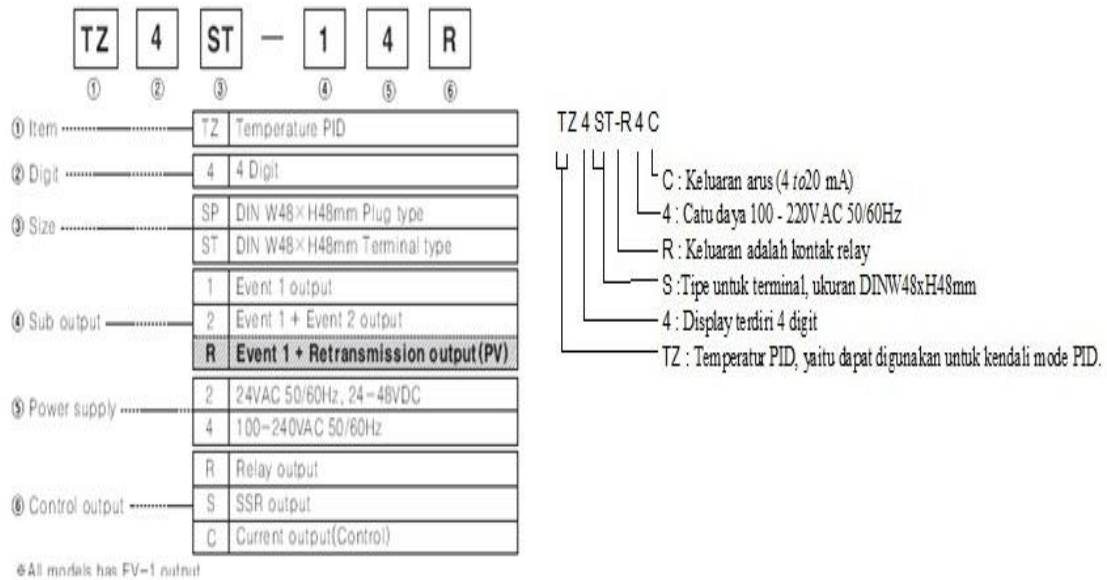 TZ 4 ST — 1 4 R
① ② ③ ④ ⑤ ⑥
① Item TZ Temperature PID
② Digit 4 4 Digit
③ Size
SP DIN W48×H48mm Plug type
ST DIN W48×H48mm Terminal type
④ Sub output
1 Event 1 output
2 Event 1 + Event 2 output
R Event 1 + Retransmission output(PV)
⑤ Power supply
2 24VAC 50/60Hz, 24-48VDC
4 100-240VAC 50/60Hz
⑥ Control output
R Relay output
S SSR output
C Current output(Control)
※All models has EV-1 output
TZ 4 ST-R 4 C
C : Keluaran arus (4 to20 mA)
4 : Catu daya 100 - 220VAC 50/60Hz
R : Keluaran adalah kontak relay
S :Tipe untuk terminal, ukuran DINW48xH48mm
4 : Display terdiri 4 digit
TZ : Temperatur PID, yaitu dapat digunakan untuk kendali mode PID.